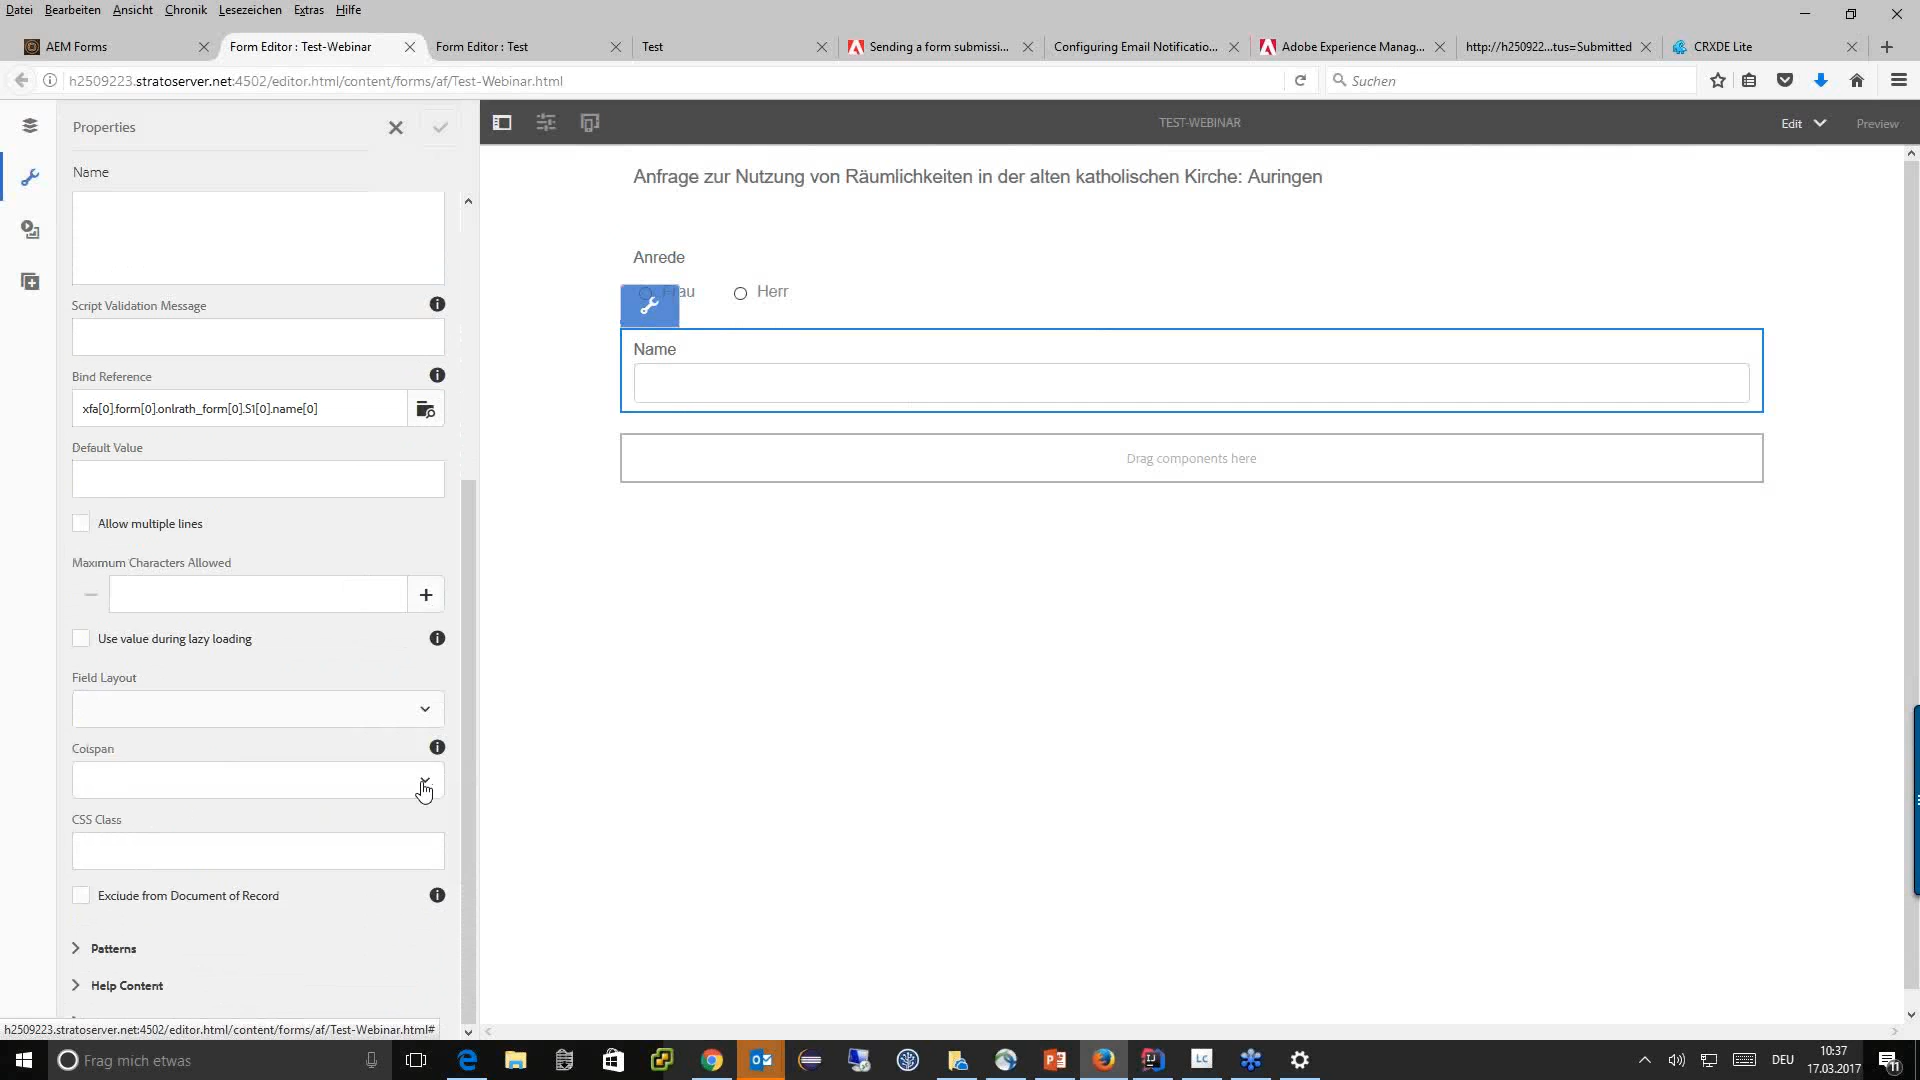 Datei Bearbeiten Ansicht Chronik Lesezeichen Extras Hilfe
AEM Forms
Form Editor : Test-Webinar
Form Editor : Test
Test
Sending a form submissi...
Configuring Email Notificatio...
Adobe Experience Manag...
http://h250922...tus=Submitted
CRXDE Lite
h2509223.stratoserver.net:4502/editor.html/content/forms/af/Test-Webinar.html
Suchen
Properties
TEST-WEBINAR
Edit
Preview
Name
Script Validation Message
Bind Reference
xfa[0].form[0].onlrath_form[0].S1[0].name[0]
Default Value
Allow multiple lines
Maximum Characters Allowed
Use value during lazy loading
Field Layout
Colspan
CSS Class
Exclude from Document of Record
Patterns
Help Content
Anfrage zur Nutzung von Räumlichkeiten in der alten katholischen Kirche: Auringen
Anrede
Frau
Herr
Name
Drag components here
h2509223.stratoserver.net:4502/editor.html/content/forms/af/Test-Webinar.html#
Frag mich etwas
LC
DEU
10:37
17.03.2017
11